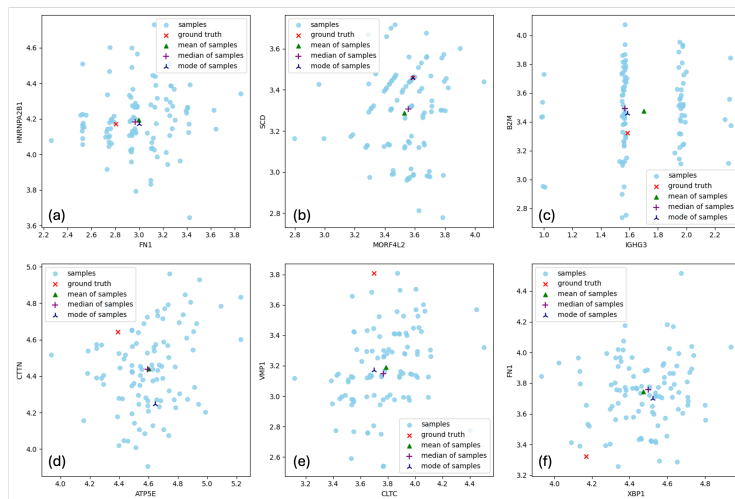 samples
ground truth
mean of samples
median of samples
mode of samples
4.6
4.4
4.2
4.0
3.8
3.6
HNRNPA2B1
(a)
2.2 2.4 2.6 2.8 3.0 3.2 3.4 3.6 3.8
FN1
samples
ground truth
mean of samples
median of samples
mode of samples
3.6
3.4
3.2
3.0
2.8
SCD
(b)
2.8 3.0 3.2 3.4 3.6 3.8 4.0
MORF4L2
4.0
3.8
3.6
3.4
3.2
3.0
2.8
B2M
samples
ground truth
mean of samples
median of samples
mode of samples
(c)
1.0 1.2 1.4 1.6 1.8 2.0 2.2
IGHG3
samples
ground truth
mean of samples
median of samples
mode of samples
5.0
4.8
4.6
4.4
4.2
4.0
CTTN
(d)
4.0 4.2 4.4 4.6 4.8 5.0 5.2
ATP5E
3.8
3.6
3.4
3.2
3.0
2.8
2.6
VMP1
samples
ground truth
mean of samples
median of samples
mode of samples
(e)
3.2 3.4 3.6 3.8 4.0 4.2 4.4
CLTC
samples
ground truth
mean of samples
median of samples
mode of samples
4.4
4.2
4.0
3.8
3.6
3.4
3.2
FN1
(f)
4.0 4.2 4.4 4.6 4.8
XBP1